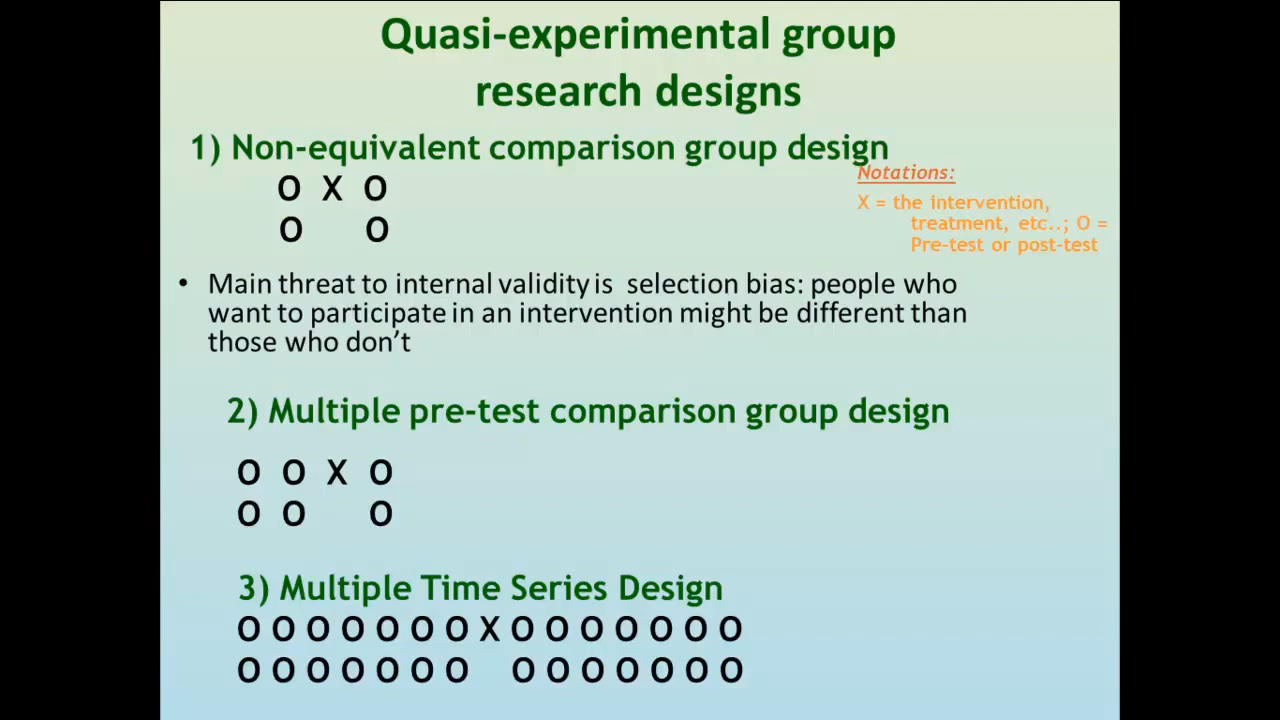 Quasi-experimental group
research designs
1) Non-equivalent comparison group design
O X O
O O
Notations:
X = the intervention,
treatment, etc..; O =
Pre-test or post-test
• Main threat to internal validity is selection bias: people who
want to participate in an intervention might be different than
those who don’t
2) Multiple pre-test comparison group design
O O X O
O O O
3) Multiple Time Series Design
O O O O O O O X O O O O O O O
O O O O O O O O O O O O O O